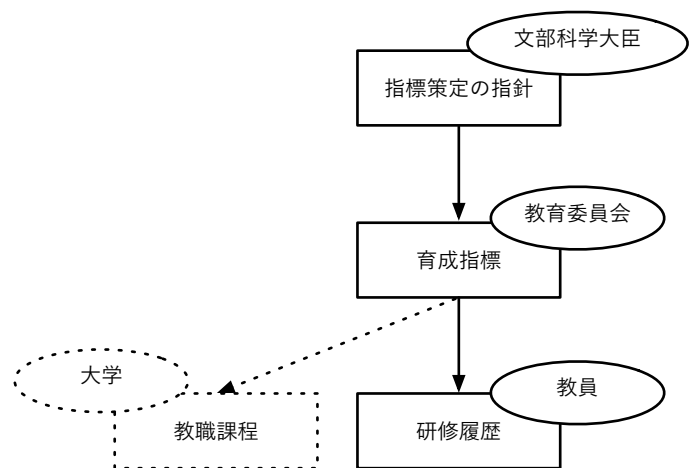 文部科学大臣
指標策定の指針
教育委員会
育成指標
大学
教職課程
教員
研修履歴